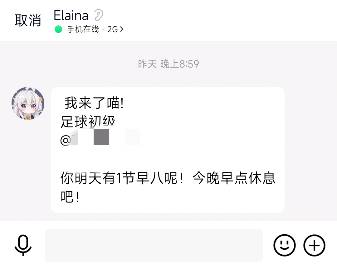 取消
Elaina
手机在线 - 2G>
昨天 晚上8:59
我来了喵!
足球初级
@
你明天有1节早八呢！今晚早点休息
吧！